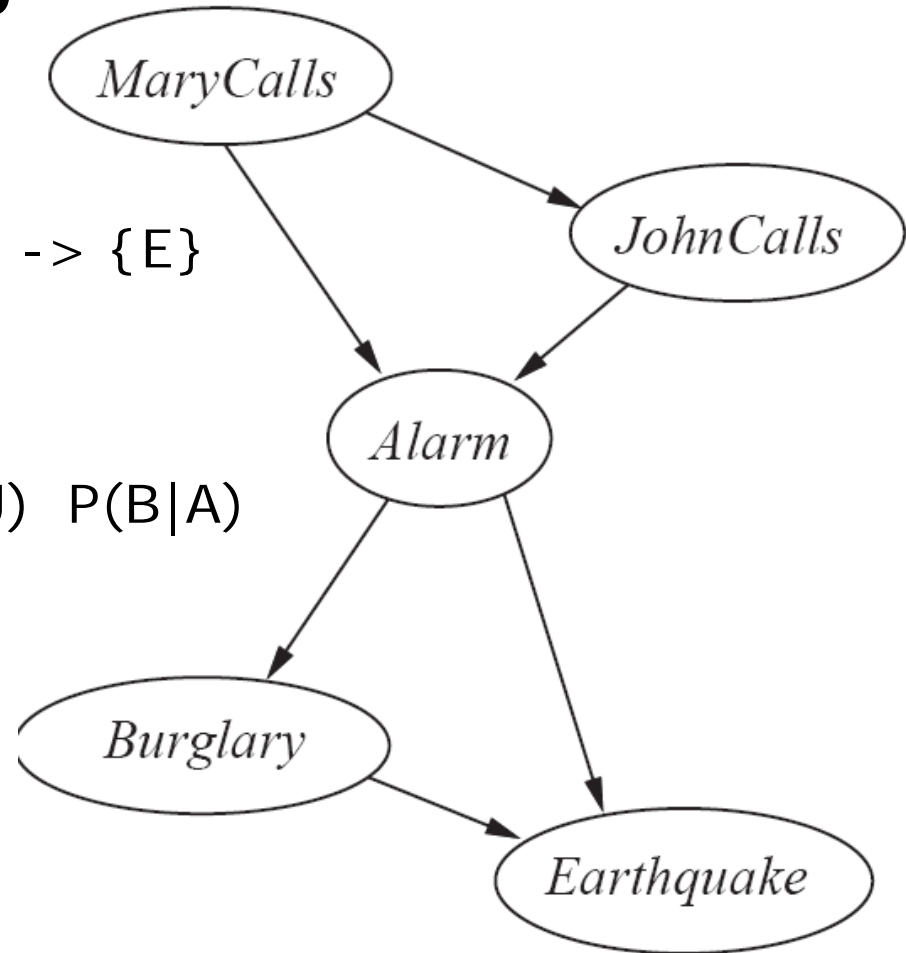 MaryCalls
JohnCalls
-> {E}
Alarm
) P(B|A)
Burglary
Earthquake